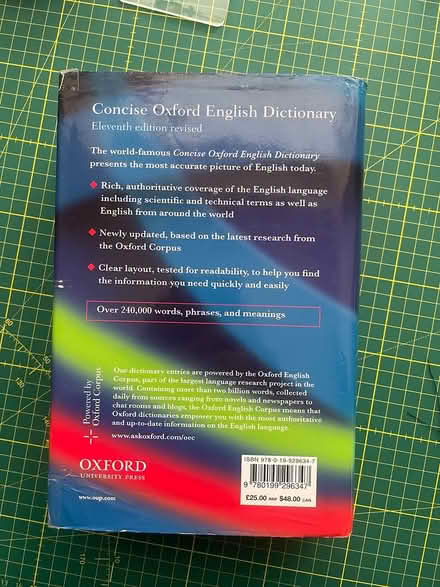 Concise Oxford English Dictionary
Eleventh edition revised
The world-famous Concise Oxford English Dictionary
presents the most accurate picture of English today.
Rich, authoritative coverage of the English language
including scientific and technical terms as well as
English from around the world
Newly updated, based on the latest research from
the Oxford Corpus
Clear layout, tested for readability, to help you find
the information you need quickly and easily
Over 240,000 words, phrases, and meanings
Powered by
Oxford Corpus
Our dictionary entries are powered by the Oxford English
Corpus, part of the largest language research project in the
world. Containing more than two billion words, collected
daily from sources ranging from novels and newspapers to
chat rooms and blogs, the Oxford English Corpus means that
Oxford dictionaries empower you with the most authoritative
and up-to-date information on the English language.
www.askoxford.com/oec
OXFORD
UNIVERSITY PRESS
www.oup.com
ISBN 978-0-19-929634-7
9 780199 296347
£25.00 RRP $48.00 CAN